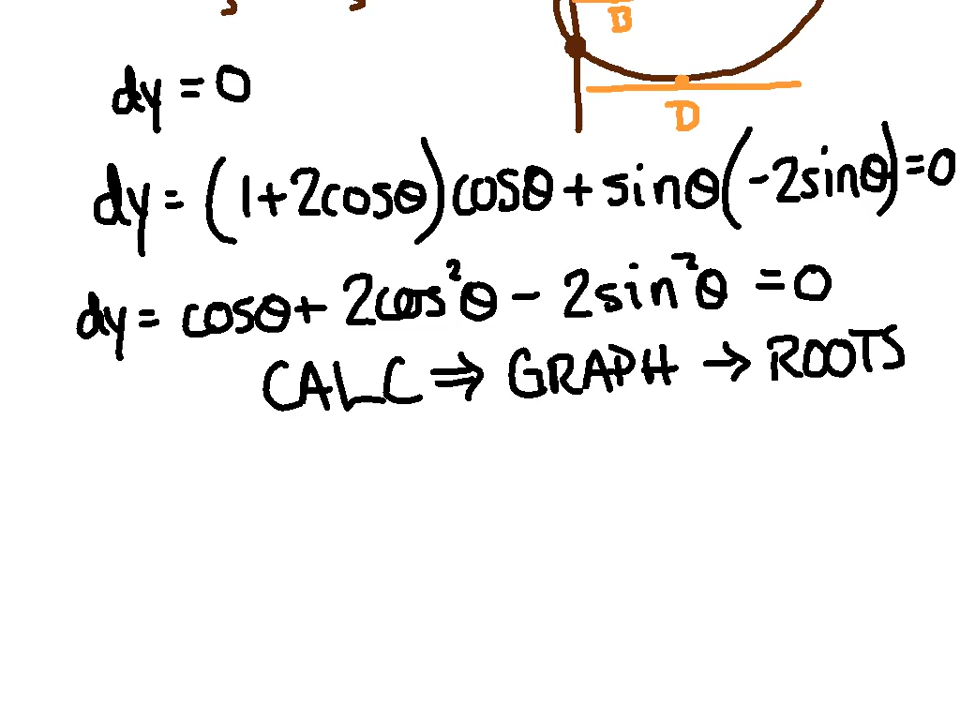 B
D
dy = 0
dy = (1+2cosθ)cosθ + sinθ(-2sinθ) = 0
dy = cosθ + 2cos²θ - 2sin²θ = 0
CALC ⇒ GRAPH → ROOTS